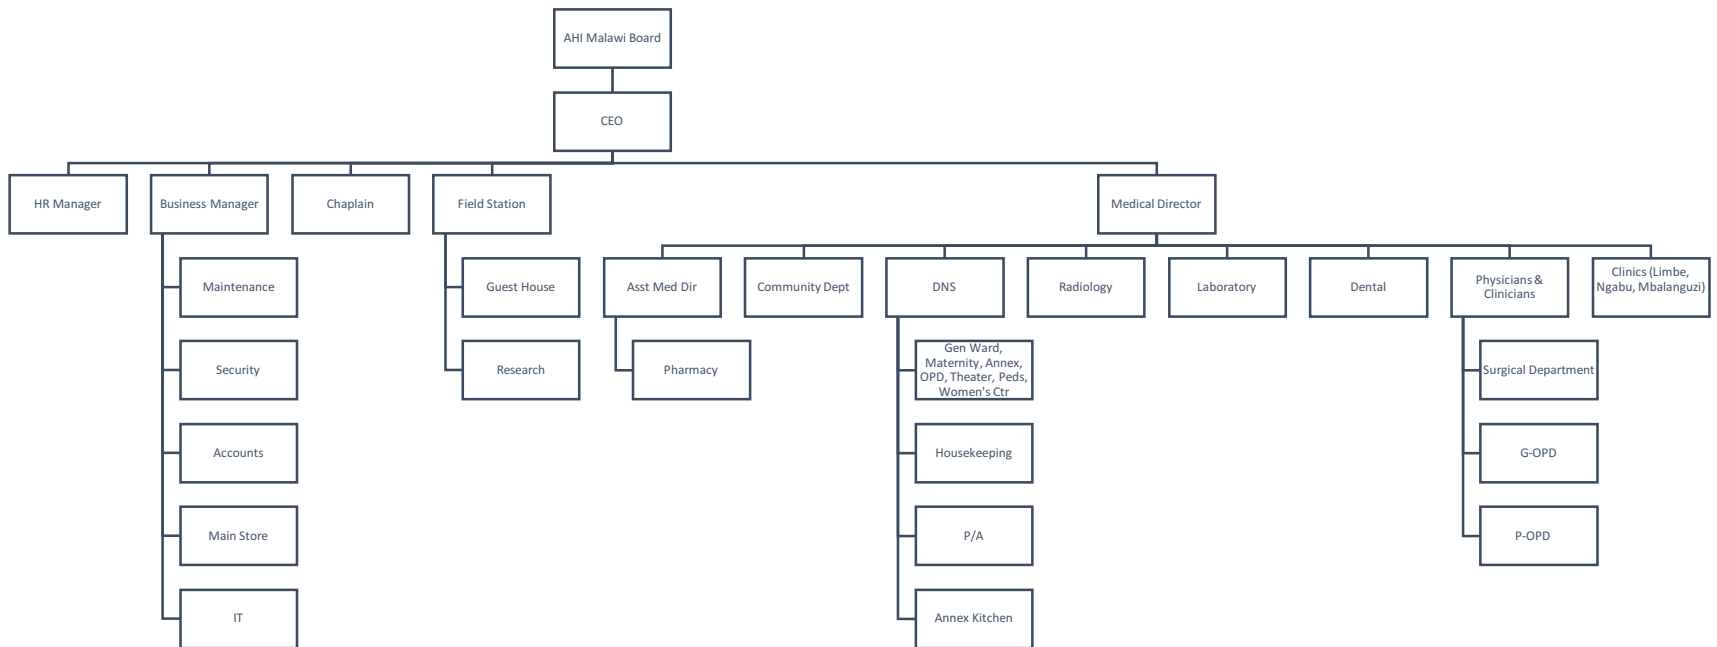 AHI Malawi Board
CEO
HR Manager
Business Manager
Chaplain
Field Station
Medical Director
Maintenance
Security
Accounts
Main Store
IT
Guest House
Research
Asst Med Dir
Community Dept
DNS
Radiology
Laboratory
Dental
Physicians &
Clinicians
Clinics (Limbe,
Ngabu, Mbalanguzi)
Pharmacy
Gen Ward,
Maternity, Annex,
OPD, Theater, Peds,
Women's Ctr
Housekeeping
P/A
Annex Kitchen
Surgical Department
G-OPD
P-OPD